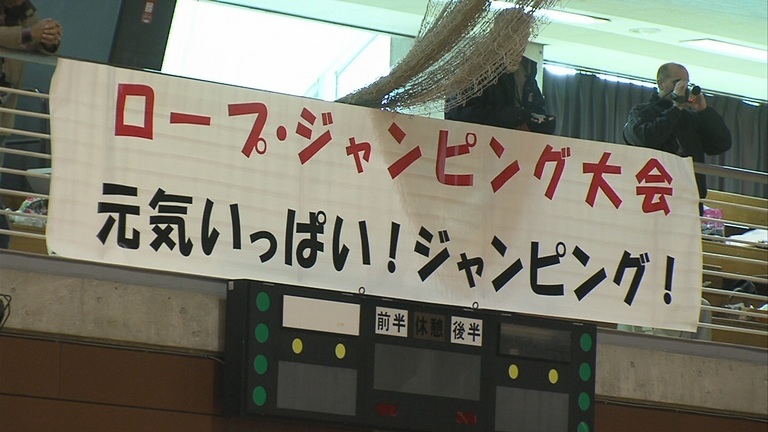 ロープ・ジャンピング大会
元気いっぱい！ジャンピング！
前半 休憩 後半